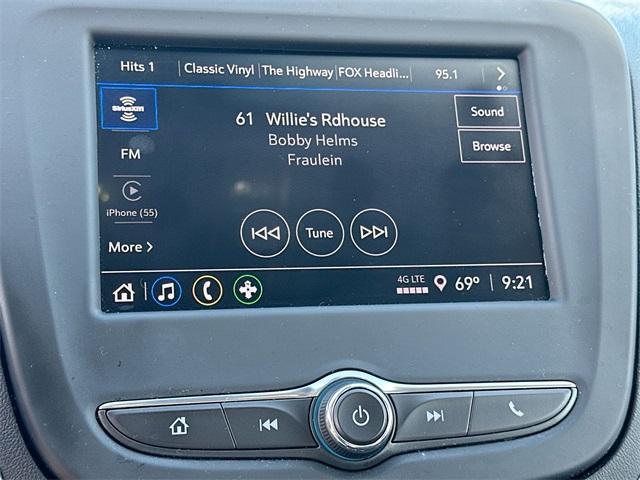 Hits 1 Classic Vinyl The Highway FOX Headli... 95.1
SiriusXM
61 Willie's Rdhouse
Sound
Bobby Helms
FM
Browse
Fraulein
iPhone (55)
Tune
More
4G LTE 69° 9:21